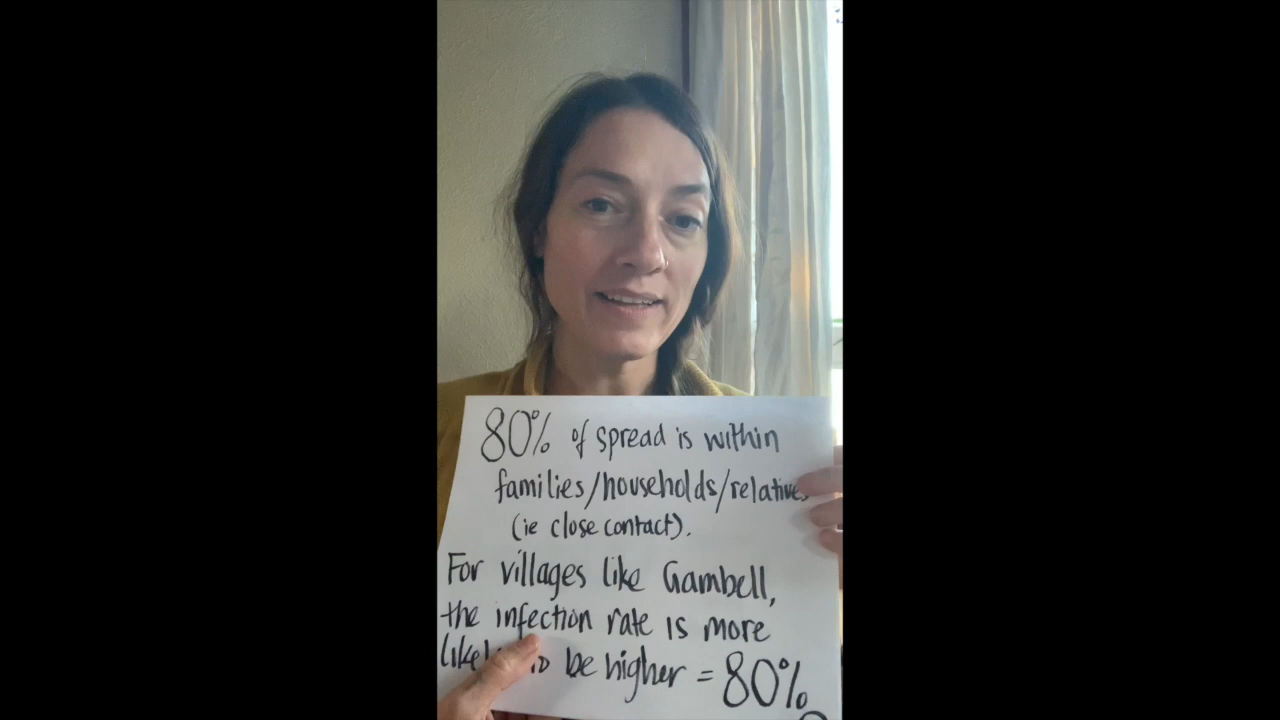 80% of spread is within
families/households/relatives
(ie close contact).
For villages like Gambell,
the infection rate is more
be higher = 80%